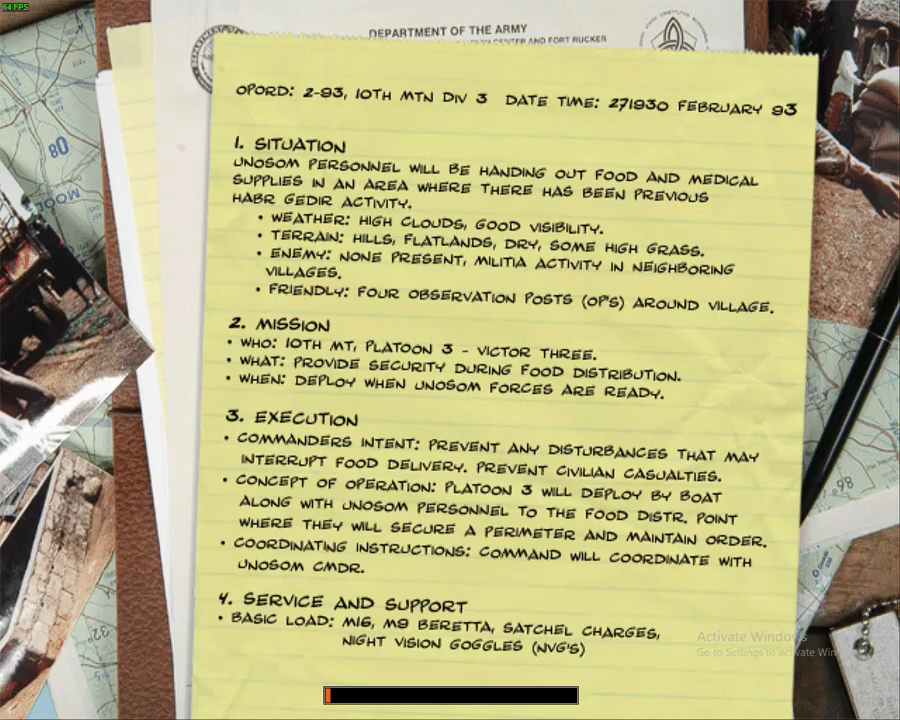 64 FPS
DEPARTMENT OF THE ARMY
CENTER AND FORT RUCKER
OPORD: 2-93, 10TH MTN DIV 3 DATE TIME: 271930 FEBRUARY 93
1. SITUATION
UNOSOM PERSONNEL WILL BE HANDING OUT FOOD AND MEDICAL
SUPPLIES IN AN AREA WHERE THERE HAS BEEN PREVIOUS
HABR GEDIR ACTIVITY.
• WEATHER: HIGH CLOUDS, GOOD VISIBILITY.
• TERRAIN: HILLS, FLATLANDS, DRY, SOME HIGH GRASS.
• ENEMY: NONE PRESENT, MILITIA ACTIVITY IN NEIGHBORING
VILLAGES.
• FRIENDLY: FOUR OBSERVATION POSTS (OP'S) AROUND VILLAGE.
2. MISSION
• WHO: 10TH MT, PLATOON 3 - VICTOR THREE.
• WHAT: PROVIDE SECURITY DURING FOOD DISTRIBUTION.
• WHEN: DEPLOY WHEN UNOSOM FORCES ARE READY.
3. EXECUTION
• COMMANDERS INTENT: PREVENT ANY DISTURBANCES THAT MAY
INTERRUPT FOOD DELIVERY. PREVENT CIVILIAN CASUALTIES.
• CONCEPT OF OPERATION: PLATOON 3 WILL DEPLOY BY BOAT
ALONG WITH UNOSOM PERSONNEL TO THE FOOD DISTR. POINT
WHERE THEY WILL SECURE A PERIMETER AND MAINTAIN ORDER.
• COORDINATING INSTRUCTIONS: COMMAND WILL COORDINATE WITH
UNOSOM CMDR.
4. SERVICE AND SUPPORT
• BASIC LOAD: M16, M9 BERETTA, SATCHEL CHARGES,
NIGHT VISION GOGGLES (NVG'S)
Activate Windows
Go to Settings to activate Win